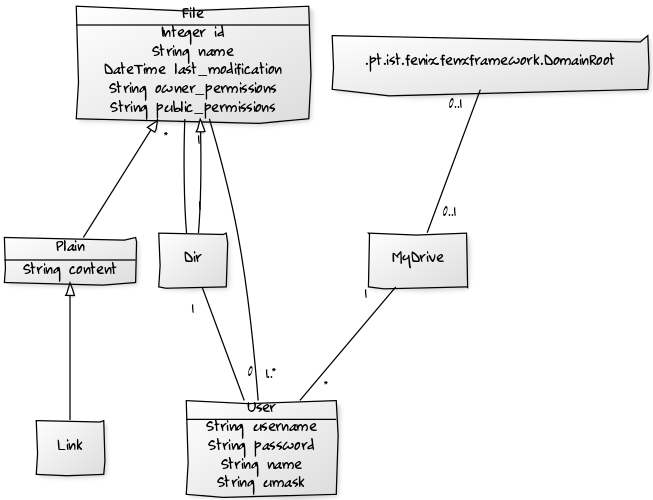 File
Integer id
String name
DateTime last_modification
String owner_permissions
String public_permissions
.pt.ist.fenixframework.DomainRoot
0..1
*
1
1
0..1
Plain
String content
Dir
MyDrive
1
1
0
1..*
*
User
String username
String password
String name
String umask
Link